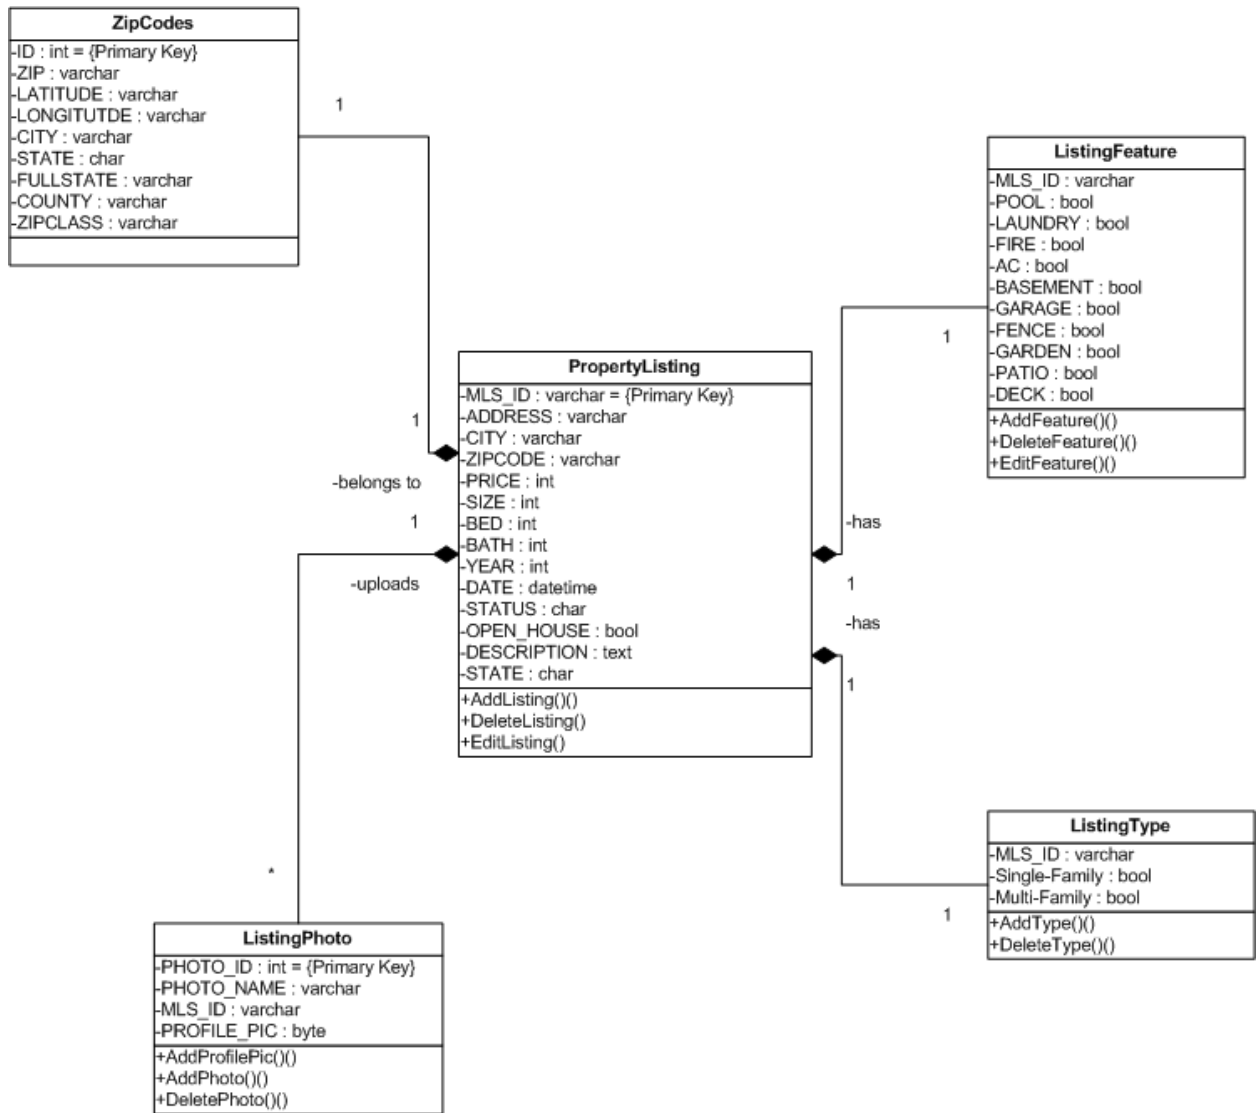 ZipCodes
-ID : int = {Primary Key}
-ZIP : varchar
-LATITUDE : varchar
-LONGITUTDE : varchar
-CITY : varchar
-STATE : char
-FULLSTATE : varchar
-COUNTY : varchar
-ZIPCLASS : varchar
1
1
-belongs to
1
-uploads
*
PropertyListing
-MLS_ID : varchar = {Primary Key}
-ADDRESS : varchar
-CITY : varchar
-ZIPCODE : varchar
-PRICE : int
-SIZE : int
-BED : int
-BATH : int
-YEAR : int
-DATE : datetime
-STATUS : char
-OPEN_HOUSE : bool
-DESCRIPTION : text
-STATE : char
+AddListing()()
+DeleteListing()
+EditListing()
ListingFeature
-MLS_ID : varchar
-POOL : bool
-LAUNDRY : bool
-FIRE : bool
-AC : bool
-BASEMENT : bool
-GARAGE : bool
-FENCE : bool
-GARDEN : bool
-PATIO : bool
-DECK : bool
+AddFeature()()
+DeleteFeature()()
+EditFeature()()
1
-has
1
-has
1
1
ListingType
-MLS_ID : varchar
-Single-Family : bool
-Multi-Family : bool
+AddType()()
+DeleteType()()
ListingPhoto
-PHOTO_ID : int = {Primary Key}
-PHOTO_NAME : varchar
-MLS_ID : varchar
-PROFILE_PIC : byte
+AddProfilePic()()
+AddPhoto()()
+DeletePhoto()()